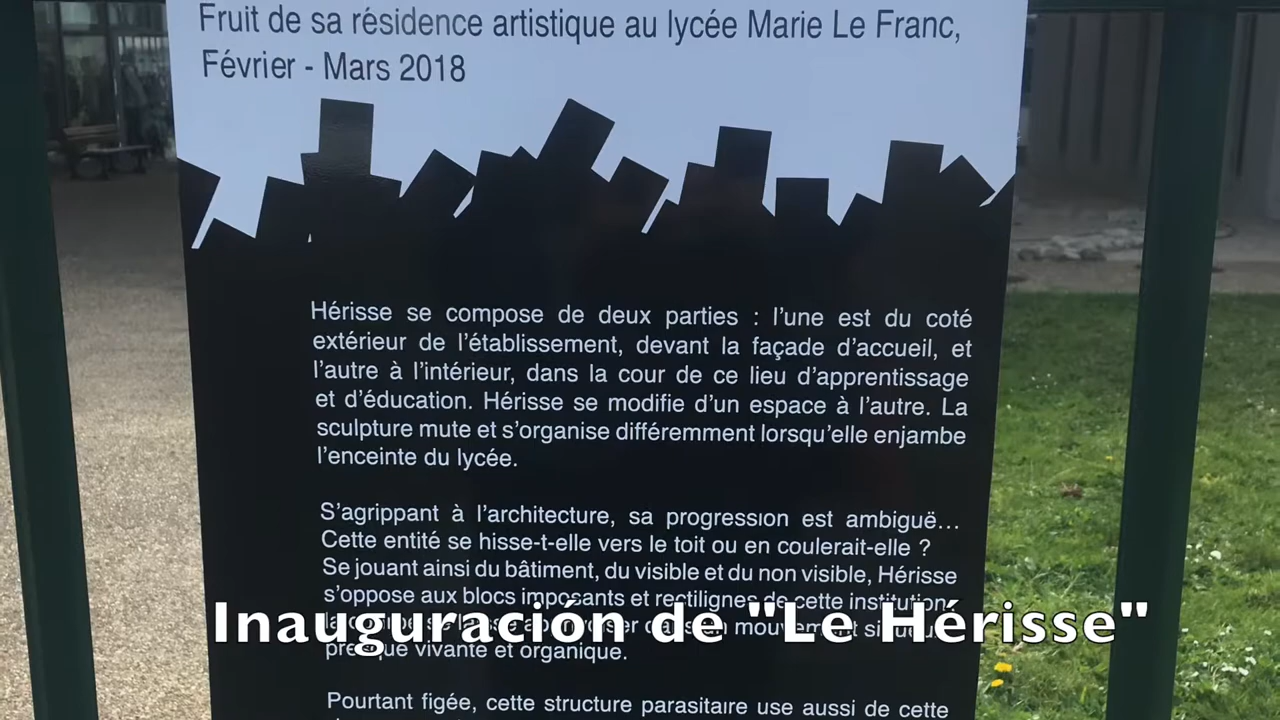 Fruit de sa résidence artistique au lycée Marie Le Franc,
Février - Mars 2018
Hérisse se compose de deux parties : l'une est du coté
extérieur de l'établissement, devant la façade d'accueil, et
l'autre à l'intérieur, dans la cour de ce lieu d'apprentissage
et d'éducation. Hérisse se modifie d'un espace à l'autre. La
sculpture mute et s'organise différemment lorsqu'elle enjambe
l'enceinte du lycée.
S'agrippant à l'architecture, sa progression est ambiguë…
Cette entité se hisse-t-elle vers le toit ou en coulerait-elle ?
Se jouant ainsi du bâtiment, du visible et du non visible, Hérisse
s'oppose aux blocs imposants et rectilignes de cette institution
mouvement
Inauguración de "Le Hérisse"
presque vivante et organique.
Pourtant figée, cette structure parasitaire use aussi de cette